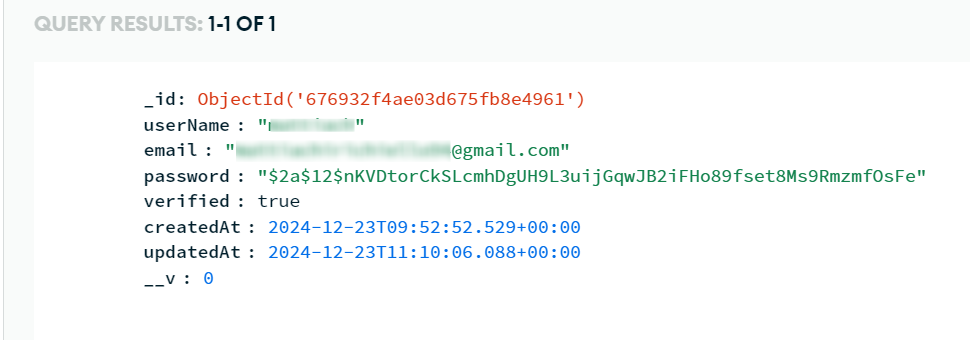 QUERY RESULTS: 1-1 OF 1
_id: ObjectId('676932f4ae03d675fb8e4961')
userName : " "
email : " @gmail.com"
password : "$2a$12$nKVDtorCkSLcmhDgUH9L3uijGqwJB2iFHo89fset8Ms9RmzmfOsFe"
verified : true
createdAt : 2024-12-23T09:52:52.529+00:00
updatedAt : 2024-12-23T11:10:06.088+00:00
__v : 0